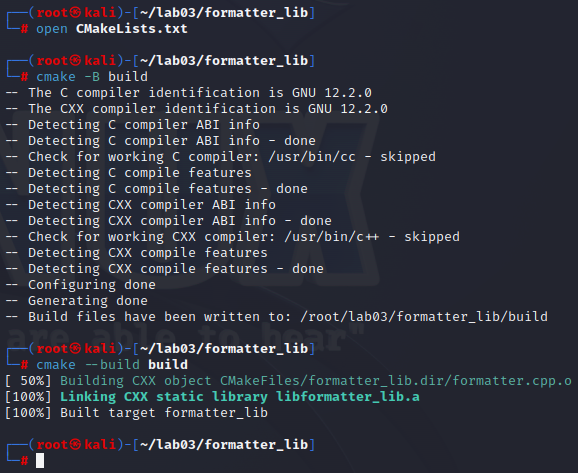 ┌──(root㉿kali)-[~/lab03/formatter_lib]
└─# open CMakeLists.txt
┌──(root㉿kali)-[~/lab03/formatter_lib]
└─# cmake -B build
-- The C compiler identification is GNU 12.2.0
-- The CXX compiler identification is GNU 12.2.0
-- Detecting C compiler ABI info
-- Detecting C compiler ABI info - done
-- Check for working C compiler: /usr/bin/cc - skipped
-- Detecting C compile features
-- Detecting C compile features - done
-- Detecting CXX compiler ABI info
-- Detecting CXX compiler ABI info - done
-- Check for working CXX compiler: /usr/bin/c++ - skipped
-- Detecting CXX compile features
-- Detecting CXX compile features - done
-- Configuring done
-- Generating done
-- Build files have been written to: /root/lab03/formatter_lib/build
are able to hear"
┌──(root㉿kali)-[~/lab03/formatter_lib]
└─# cmake --build build
[ 50%] Building CXX object CMakeFiles/formatter_lib.dir/formatter.cpp.o
[100%] Linking CXX static library libformatter_lib.a
[100%] Built target formatter_lib
┌──(root㉿kali)-[~/lab03/formatter_lib]
└─#